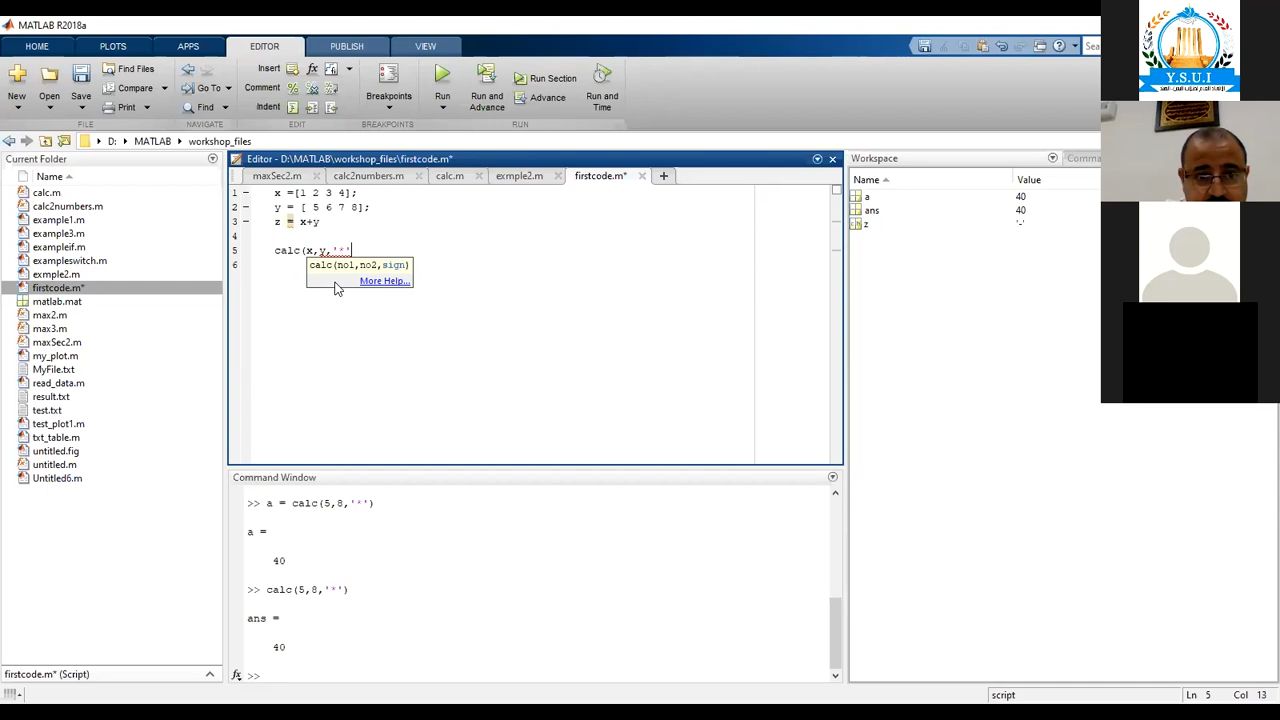 MATLAB R2018a
HOME PLOTS APPS EDITOR PUBLISH VIEW
Sea
New Open Save Find Files Compare Print
Go To Find
Insert Comment Indent
Breakpoints
Run Run and Advance Run Section Advance Run and Time
FILE NAVIGATE EDIT BREAKPOINTS RUN
D: MATLAB workshop_files
Current Folder
Name
calc.m
calc2numbers.m
example1.m
example3.m
exampleif.m
exampleswitch.m
exmple2.m
firstcode.m*
matlab.mat
max2.m
max3.m
maxSec2.m
my_plot.m
MyFile.txt
read_data.m
result.txt
test.txt
test_plot1.m
txt_table.m
untitled.fig
untitled.m
Untitled6.m
firstcode.m* (Script)
Editor - D:\MATLAB\workshop_files\firstcode.m*
maxSec2.m calc2numbers.m calc.m exmple2.m firstcode.m*
1 x =[1 2 3 4];
2 y = [ 5 6 7 8];
3 z = x+y
4
5 calc(x,y,'*'
6
calc(no1,no2,sign)
More Help...
Command Window
>> a = calc(5,8,'*')
a =
40
>> calc(5,8,'*')
ans =
40
fx >>
Workspace
Comma
Name Value
a 40
ans 40
z '-'
script Ln 5 Col 13
Y.S.U.I